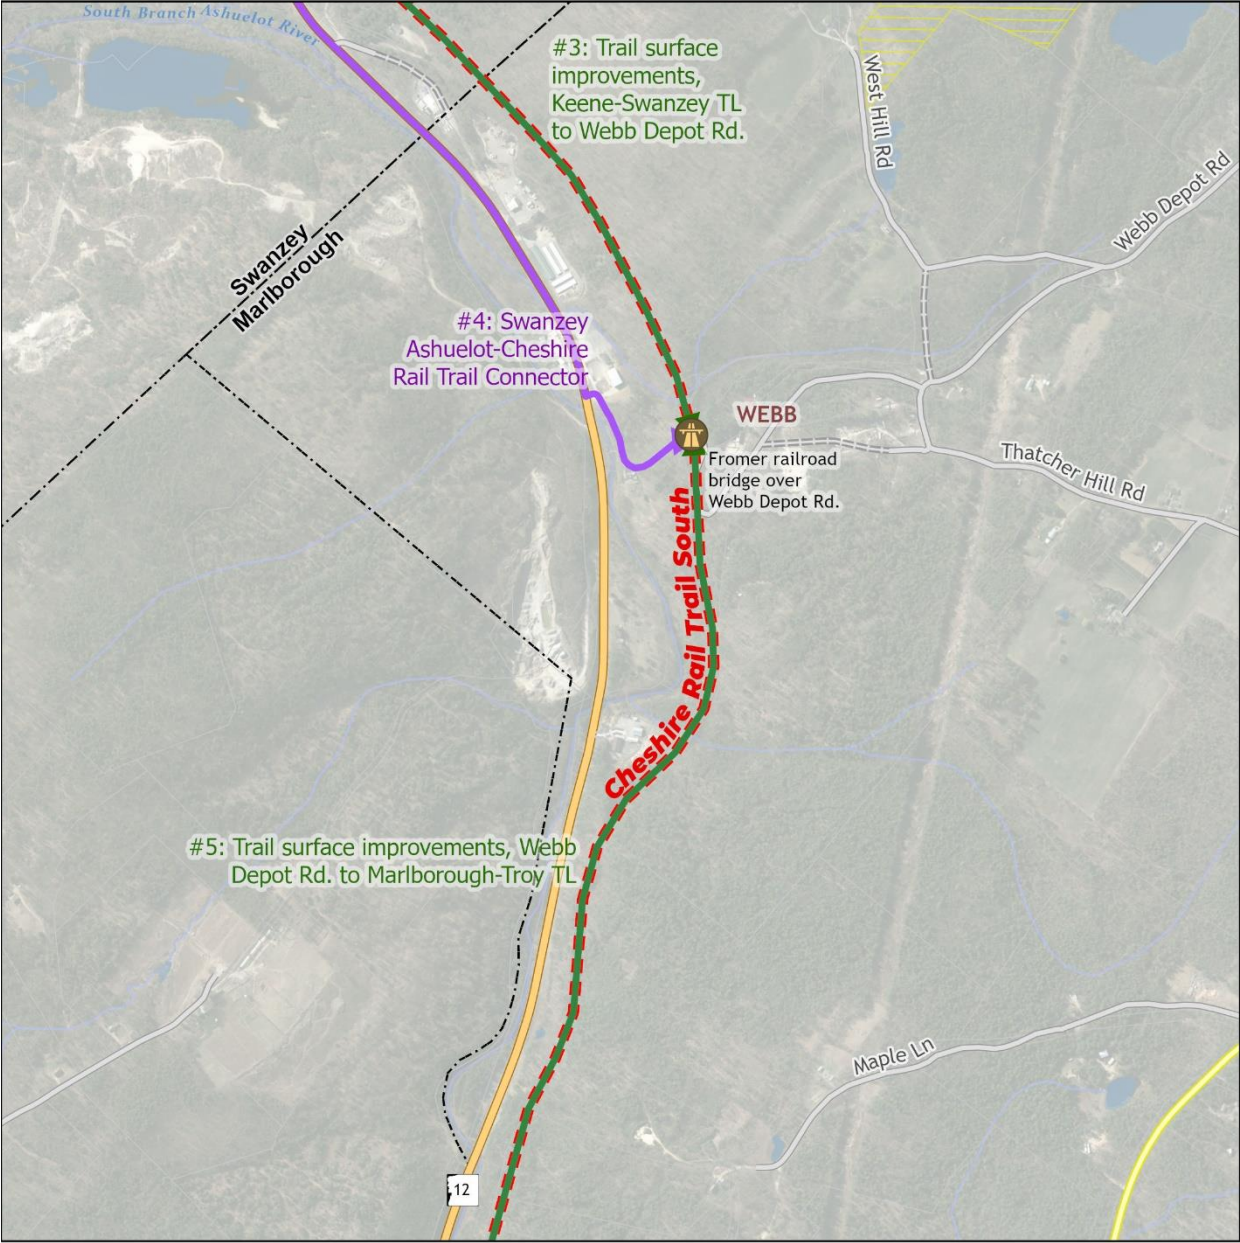 South Branch Ashuelot River
#3: Trail surface
improvements,
Keene-Swanzey TL
to Webb Depot Rd.
West Hill Rd
Webb Depot Rd
Swanzey
Marlborough
#4: Swanzey
Ashuelot-Cheshire
Rail Trail Connector
WEBB
Fromer railroad
bridge over
Webb Depot Rd.
Thatcher Hill Rd
Cheshire Rail Trail South
#5: Trail surface improvements, Webb
Depot Rd. to Marlborough-Troy TL
Maple Ln
12